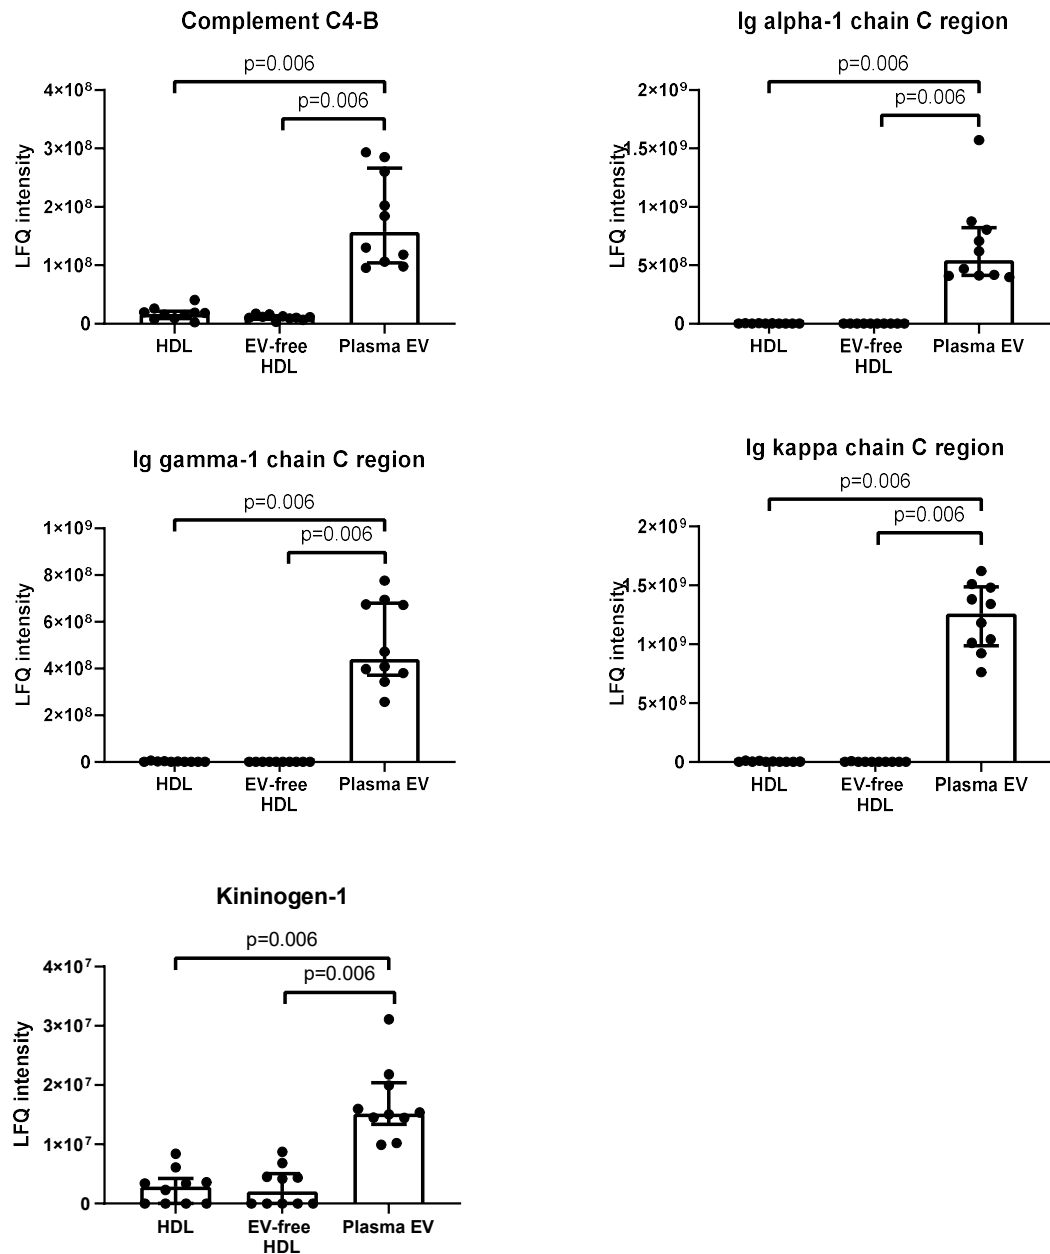 Complement C4-B
p=0.006
p=0.006
4×10⁸
3×10⁸
2×10⁸
1×10⁸
0
LFQ intensity
HDL
EV-free
HDL
Plasma EV
Ig alpha-1 chain C region
p=0.006
p=0.006
2×10⁹
1.5×10⁹
1×10⁹
5×10⁸
0
LFQ intensity
HDL
EV-free
HDL
Plasma EV
Ig gamma-1 chain C region
p=0.006
p=0.006
1×10⁹
8×10⁸
6×10⁸
4×10⁸
2×10⁸
0
LFQ intensity
HDL
EV-free
HDL
Plasma EV
Ig kappa chain C region
p=0.006
p=0.006
2×10⁹
1.5×10⁹
1×10⁹
5×10⁸
0
LFQ intensity
HDL
EV-free
HDL
Plasma EV
Kininogen-1
p=0.006
p=0.006
4×10⁷
3×10⁷
2×10⁷
1×10⁷
0
LFQ intensity
HDL
EV-free
HDL
Plasma EV